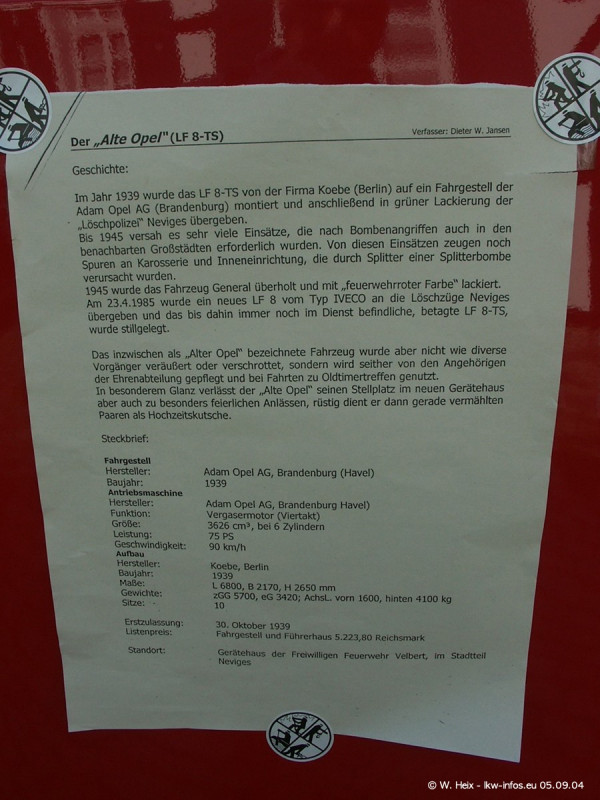 Der „Alte Opel" (LF 8-TS)
Verfasser: Dieter W. Jansen
Geschichte:
Im Jahr 1939 wurde das LF 8-TS von der Firma Koebe (Berlin) auf ein Fahrgestell der
Adam Opel AG (Brandenburg) montiert und anschließend in grüner Lackierung der
„Löschpolizei" Neviges übergeben.
Bis 1945 versah es sehr viele Einsätze, die nach Bombenangriffen auch in den
benachbarten Großstädten erforderlich wurden. Von diesen Einsätzen zeugen noch
Spuren an Karosserie und Inneneinrichtung, die durch Splitter einer Splitterbombe
verursacht wurden.
1945 wurde das Fahrzeug General überholt und mit „feuerwehrroter Farbe" lackiert.
Am 23.4.1985 wurde ein neues LF 8 vom Typ IVECO an die Löschzüge Neviges
übergeben und das bis dahin immer noch im Dienst befindliche, betagte LF 8-TS,
wurde stillgelegt.
Das inzwischen als „Alter Opel" bezeichnete Fahrzeug wurde aber nicht wie diverse
Vorgänger veräußert oder verschrottet, sondern wird seither von den Angehörigen
der Ehrenabteilung gepflegt und bei Fahrten zu Oldtimertreffen genutzt.
In besonderem Glanz verlässt der „Alte Opel" seinen Stellplatz im neuen Gerätehaus
aber auch zu besonders feierlichen Anlässen, rüstig dient er dann gerade vermählten
Paaren als Hochzeitskutsche.
Steckbrief:
Fahrgestell
Hersteller: Adam Opel AG, Brandenburg (Havel)
Baujahr: 1939
Antriebsmaschine
Hersteller: Adam Opel AG, Brandenburg Havel)
Funktion: Vergasermotor (Viertakt)
Größe: 3626 cm³, bei 6 Zylindern
Leistung: 75 PS
Geschwindigkeit: 90 km/h
Aufbau
Hersteller: Koebe, Berlin
Baujahr: 1939
Maße: L 6800, B 2170, H 2650 mm
Gewichte: zGG 5700, eG 3420; AchsL. vorn 1600, hinten 4100 kg
Sitze: 10
Erstzulassung: 30. Oktober 1939
Listenpreis: Fahrgestell und Führerhaus 5.223,80 Reichsmark
Standort: Gerätehaus der Freiwilligen Feuerwehr Velbert, im Stadtteil
Neviges
© W. Heix - lkw-infos.eu 05.09.04